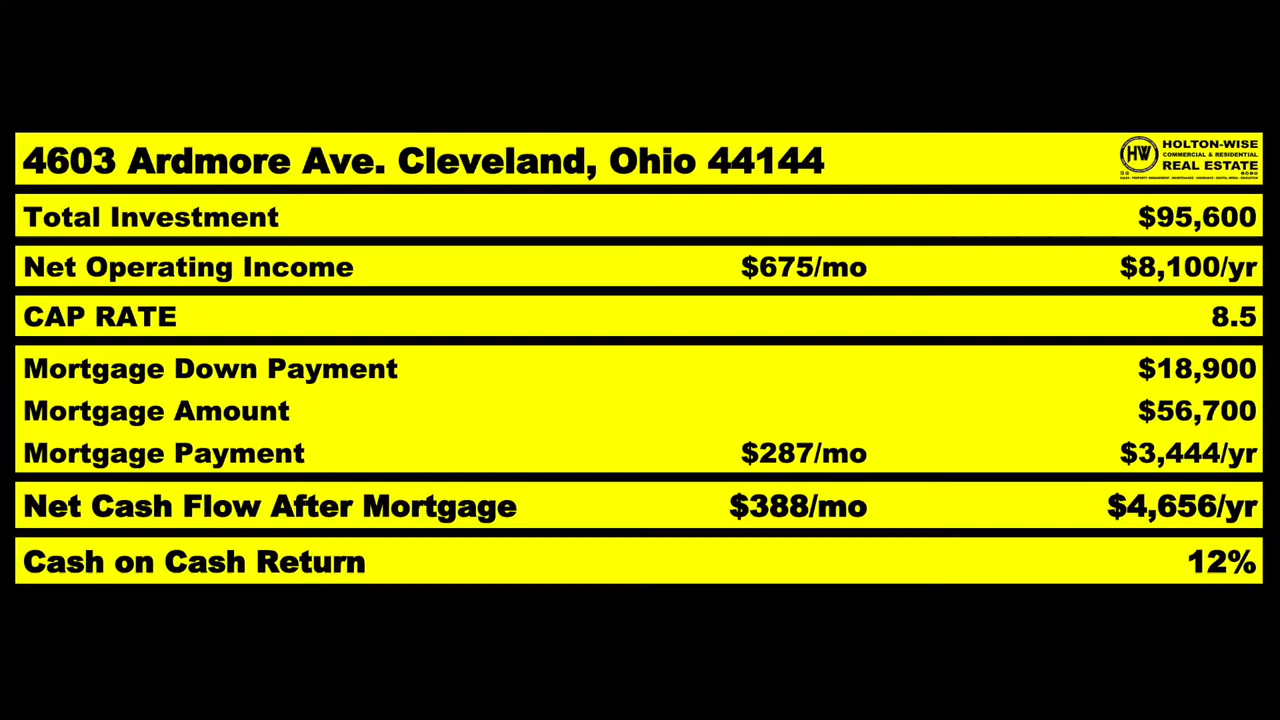 4603 Ardmore Ave. Cleveland, Ohio 44144
HW
HOLTON-WISE
COMMERCIAL & RESIDENTIAL
REAL ESTATE
Total Investment $95,600
Net Operating Income $675/mo $8,100/yr
CAP RATE 8.5
Mortgage Down Payment $18,900
Mortgage Amount $56,700
Mortgage Payment $287/mo $3,444/yr
Net Cash Flow After Mortgage $388/mo $4,656/yr
Cash on Cash Return 12%